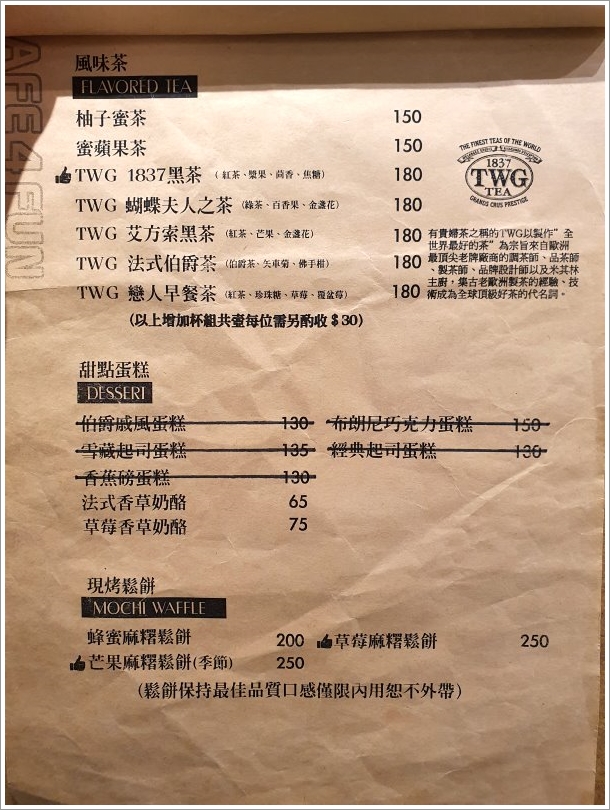 AFE4FUN
風味茶
FLAVORED TEA
柚子蜜茶 150
蜜蘋果茶 150
TWG 1837黑茶 (紅茶、漿果、茴香、焦糖) 180
TWG 蝴蝶夫人之茶 (綠茶、百香果、金盞花) 180
TWG 艾方索黑茶 (紅茶、芒果、金盞花) 180
TWG 法式伯爵茶 (伯爵茶、矢車菊、佛手柑) 180
TWG 戀人早餐茶 (紅茶、珍珠糖、草莓、覆盆莓) 180
(以上增加杯組共壺每位需另酌收$30)
THE FINEST TEAS OF THE WORLD
1837
TWG
TEA
GRANDS CRUS PRESTIGE
有貴婦茶之稱的TWG以製作”全
世界最好的茶”為宗旨來自歐洲
最頂尖老牌廠商的調茶師、品茶師
、製茶師、品牌設計師以及米其林
主廚，集古老歐洲製茶的經驗、技
術成為全球頂級好茶的代名詞。
甜點蛋糕
DESSERT
伯爵戚風蛋糕 130 布朗尼巧克力蛋糕 150
雪藏起司蛋糕 135 經典起司蛋糕 130
香蕉磅蛋糕 130
法式香草奶酪 65
草莓香草奶酪 75
現烤鬆餅
MOCHI WAFFLE
蜂蜜麻糬鬆餅 200 草莓麻糬鬆餅 250
芒果麻糬鬆餅(季節) 250
(鬆餅保持最佳品質口感僅限內用恕不外帶)